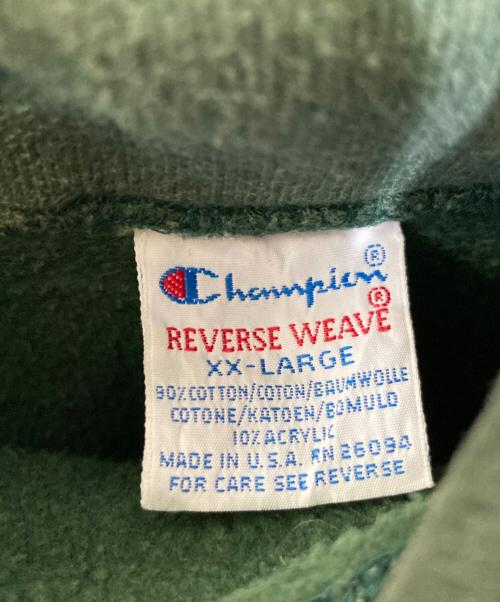 Champion®
REVERSE WEAVE®
XX-LARGE
90% COTTON/COTON/BAUMWOLLE
COTONE/KATOEN/BOMULD
10% ACRYLIC
MADE IN U.S.A. RN 26094
FOR CARE SEE REVERSE